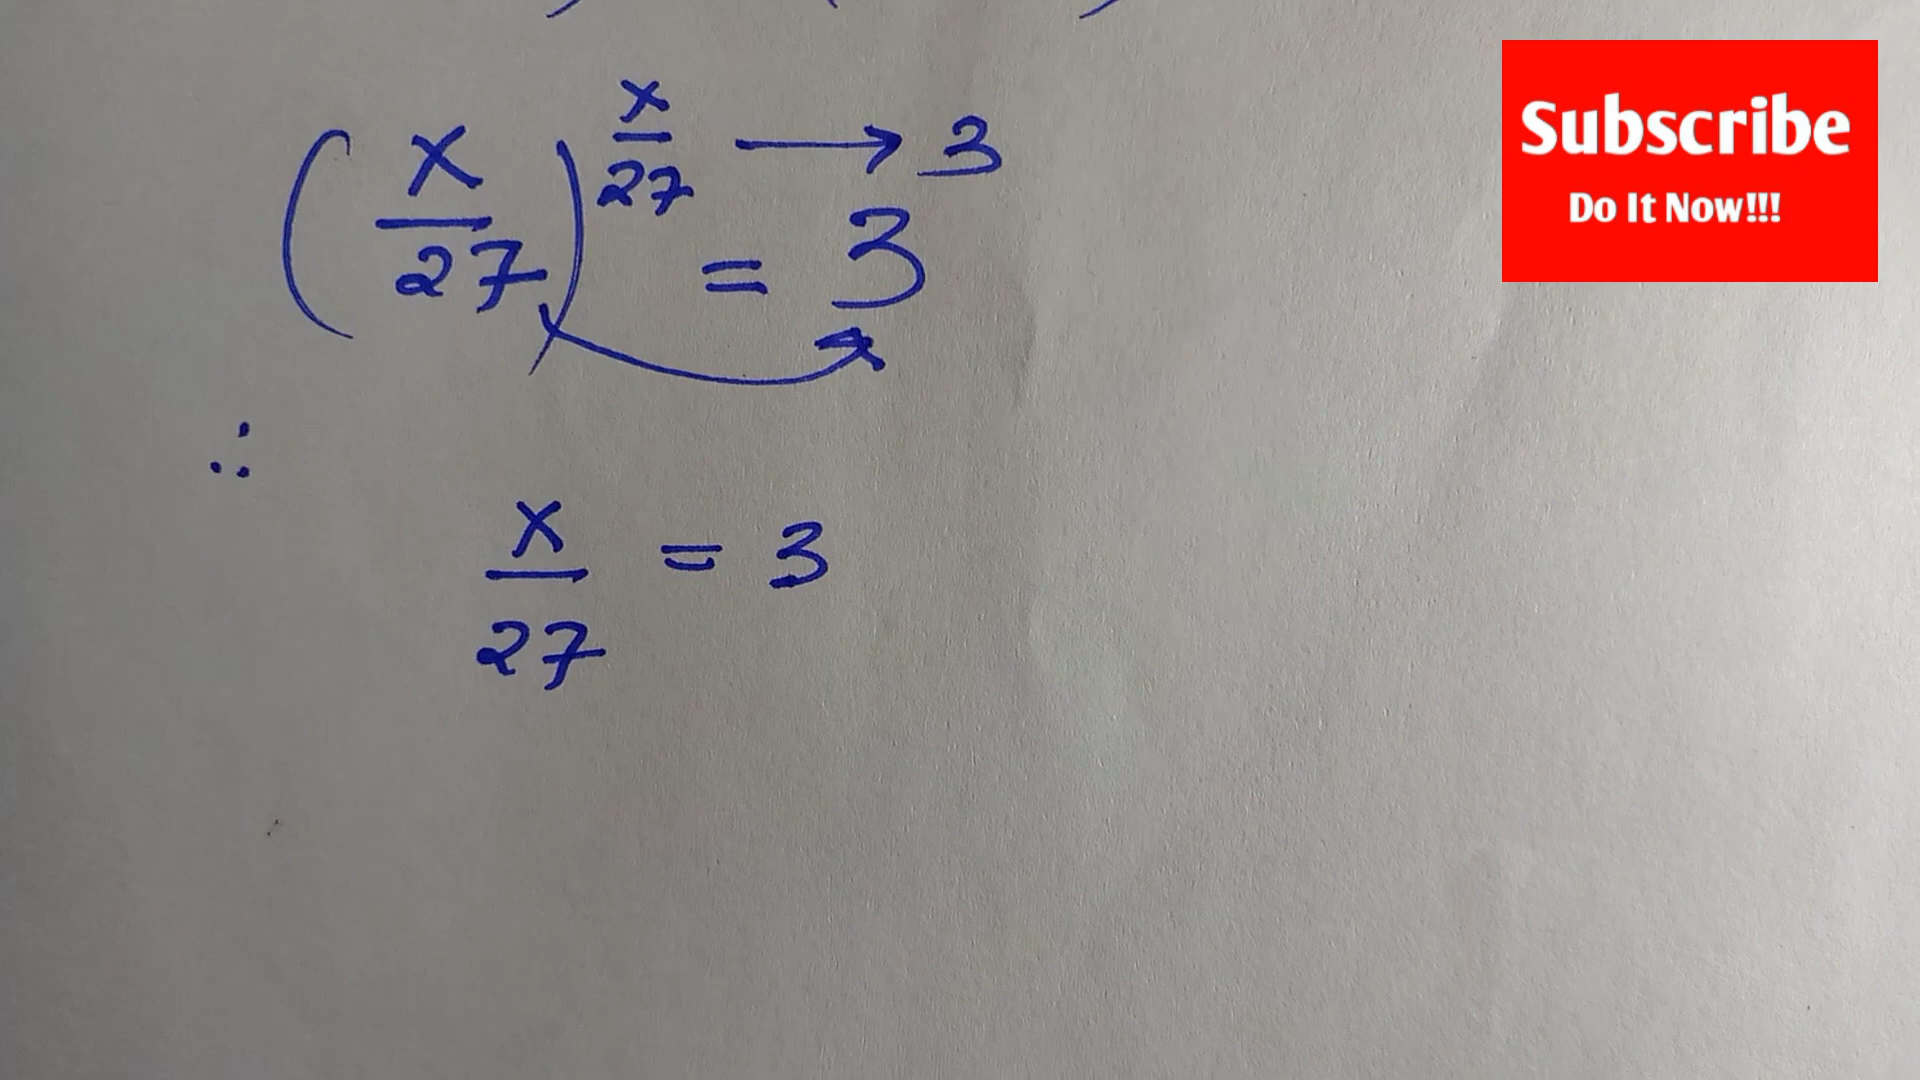 (x/27)^(x/27) → 3
= 3
∴
x/27 = 3
Subscribe
Do It Now!!!